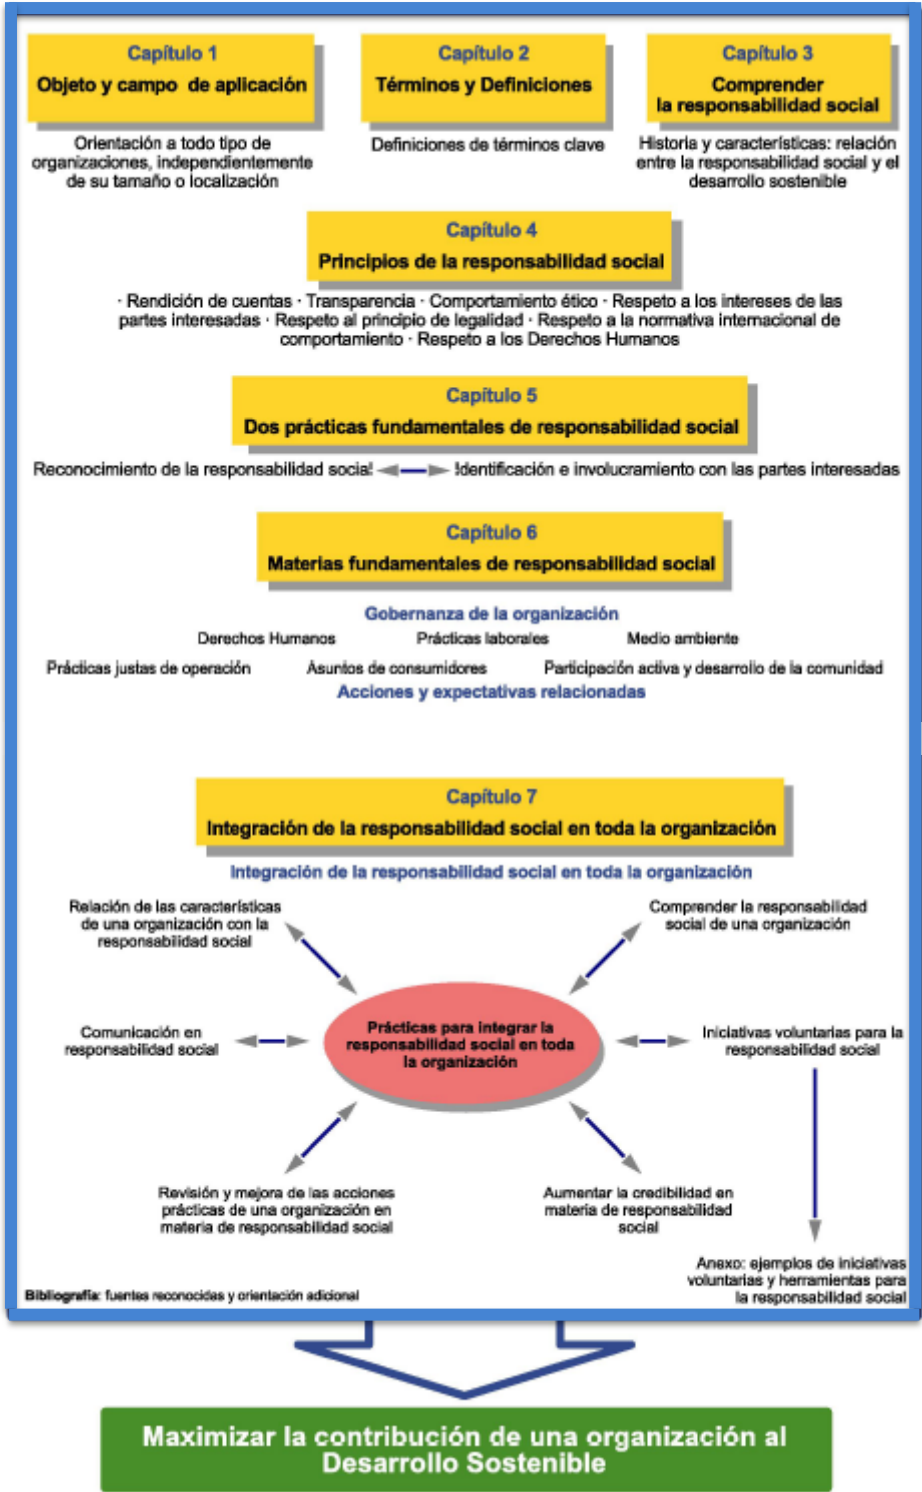 Capítulo 1
Objeto y campo de aplicación
Orientación a todo tipo de
organizaciones, independientemente
de su tamaño o localización
Capítulo 2
Términos y Definiciones
Definiciones de términos clave
Capítulo 3
Comprender
la responsabilidad social
Historia y características: relación
entre la responsabilidad social y el
desarrollo sostenible
Capítulo 4
Principios de la responsabilidad social
· Rendición de cuentas · Transparencia · Comportamiento ético · Respeto a los intereses de las
partes interesadas · Respeto al principio de legalidad · Respeto a la normativa internacional de
comportamiento · Respeto a los Derechos Humanos
Capítulo 5
Dos prácticas fundamentales de responsabilidad social
Reconocimiento de la responsabilidad social
Identificación e involucramiento con las partes interesadas
Capítulo 6
Materias fundamentales de responsabilidad social
Gobernanza de la organización
Derechos Humanos
Prácticas laborales
Medio ambiente
Prácticas justas de operación
Asuntos de consumidores
Participación activa y desarrollo de la comunidad
Acciones y expectativas relacionadas
Capítulo 7
Integración de la responsabilidad social en toda la organización
Integración de la responsabilidad social en toda la organización
Relación de las características
de una organización con la
responsabilidad social
Comprender la responsabilidad
social de una organización
Comunicación en
responsabilidad social
Prácticas para integrar la
responsabilidad social en toda
la organización
Iniciativas voluntarias para la
responsabilidad social
Revisión y mejora de las acciones
prácticas de una organización en
materia de responsabilidad social
Aumentar la credibilidad en
materia de responsabilidad
social
Anexo: ejemplos de iniciativas
voluntarias y herramientas para
la responsabilidad social
Bibliografía: fuentes reconocidas y orientación adicional
Maximizar la contribución de una organización al
Desarrollo Sostenible